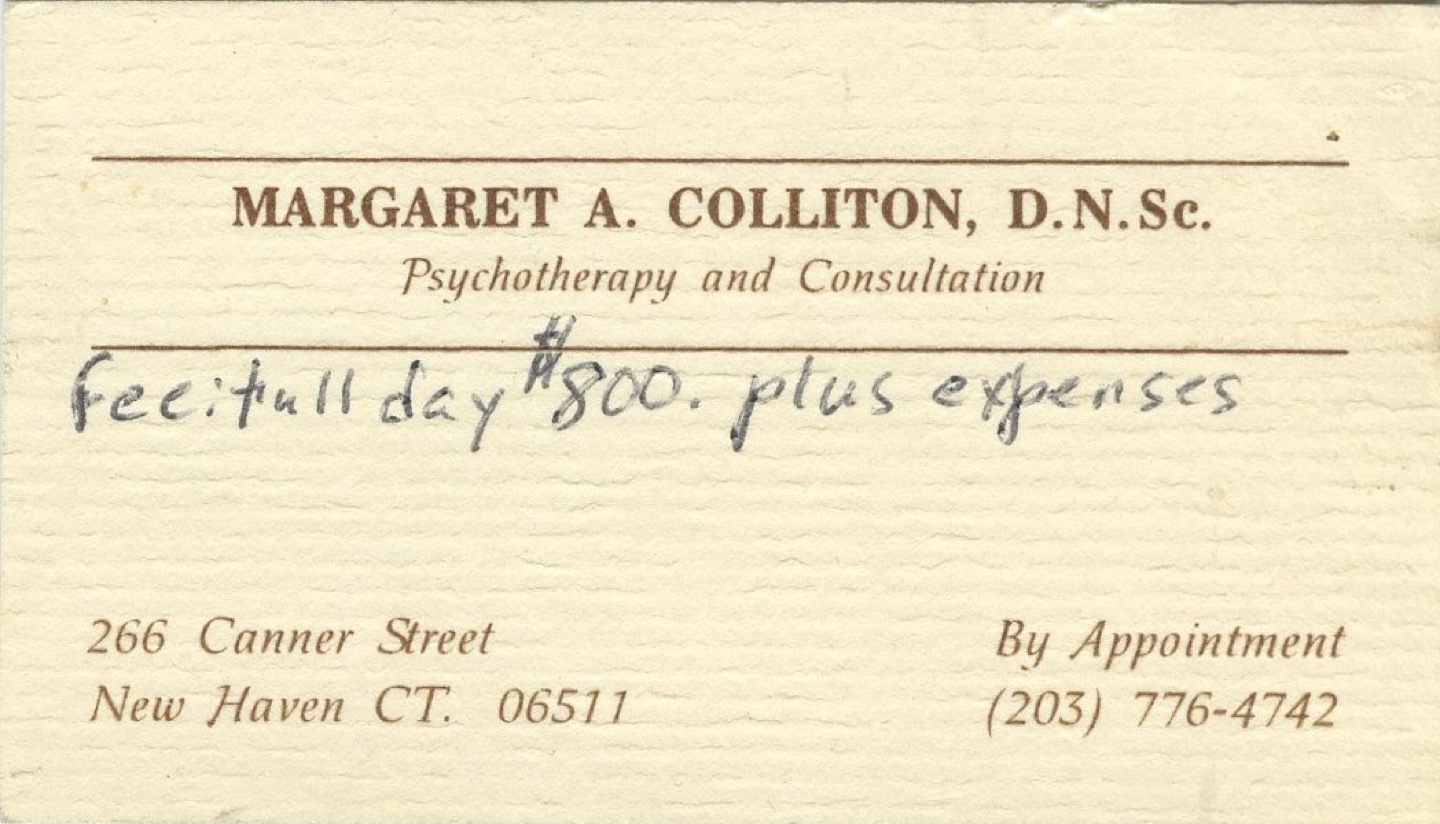 MARGARET A. COLLITON, D.N.Sc.
Psychotherapy and Consultation
Fee: full day $800. plus expenses
266 Canner Street
New Haven CT. 06511
By Appointment
(203) 776-4742